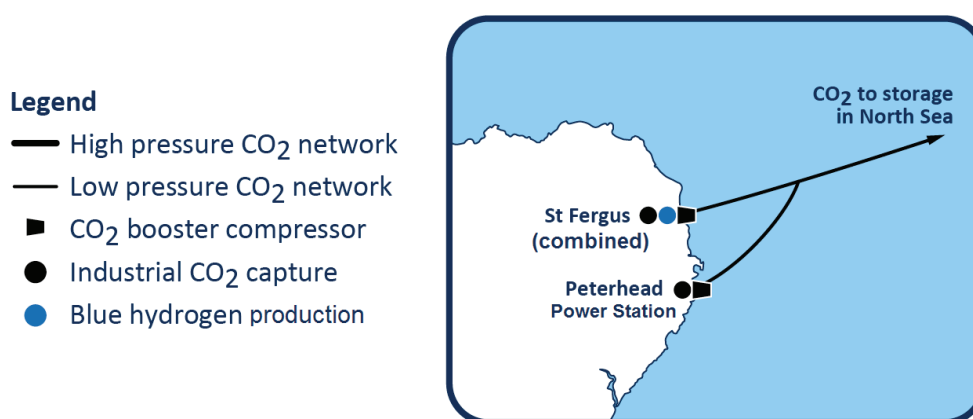 Legend
High pressure CO2 network
Low pressure CO2 network
CO2 booster compressor
Industrial CO2 capture
Blue hydrogen production
CO2 to storage
in North Sea
St Fergus
(combined)
Peterhead
Power Station